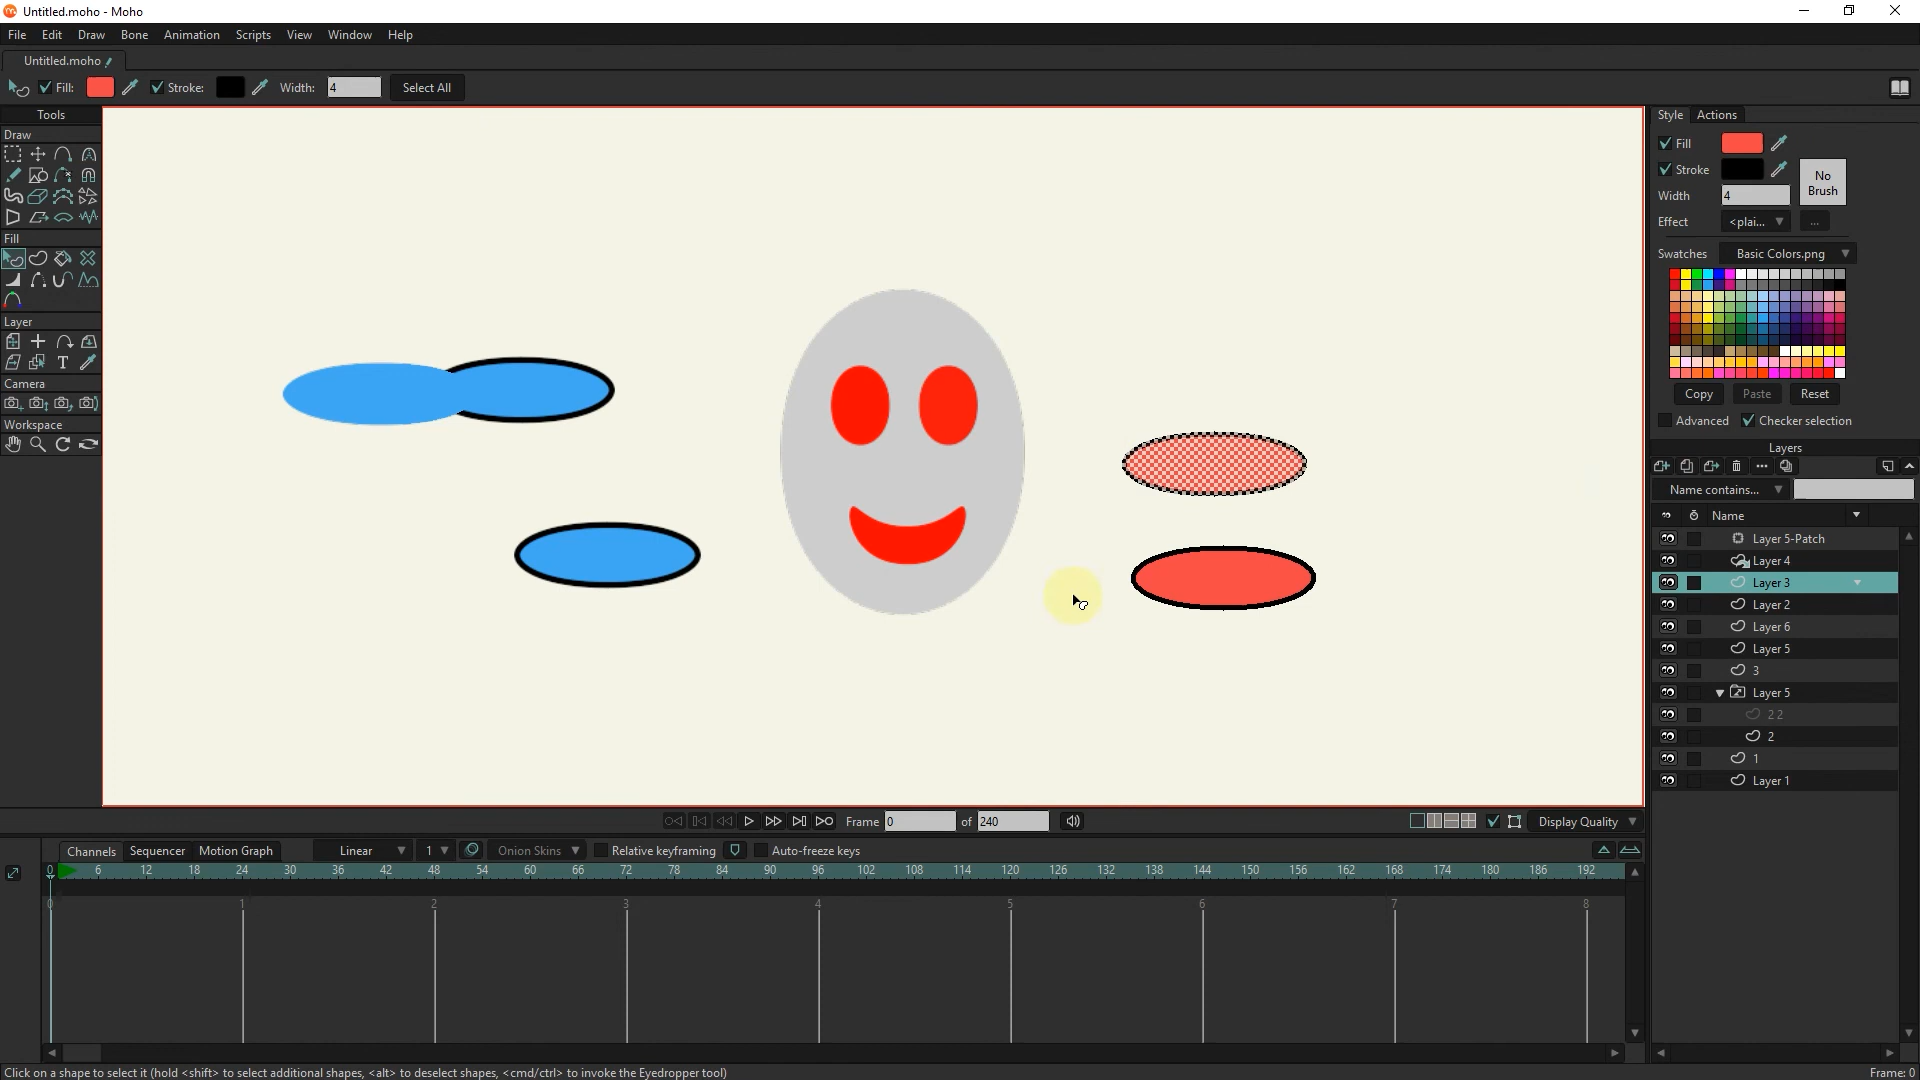 Untitled.moho - Moho
File Edit Draw Bone Animation Scripts View Window Help
Untitled.moho
Fill: Stroke: Width: 4 Select All
Tools
Draw
Fill
Layer
Camera
Workspace
Style Actions
Fill
Stroke
No Brush
Width 4
Effect <plai... ...
Swatches Basic Colors.png
Copy Paste Reset
Advanced Checker selection
Layers
Name contains...
Name
Layer 5-Patch
Layer 4
Layer 3
Layer 2
Layer 6
Layer 5
3
Layer 5
2 2
2
1
Layer 1
Frame 0 of 240 Display Quality
Channels Sequencer Motion Graph Linear 1 Onion Skins Relative keyframing Auto-freeze keys
0 6 12 18 24 30 36 42 48 54 60 66 72 78 84 90 96 102 108 114 120 126 132 138 144 150 156 162 168 174 180 186 192
0 1 2 3 4 5 6 7 8
Click on a shape to select it (hold <shift> to select additional shapes, <alt> to deselect shapes, <cmd/ctrl> to invoke the Eyedropper tool) Frame: 0